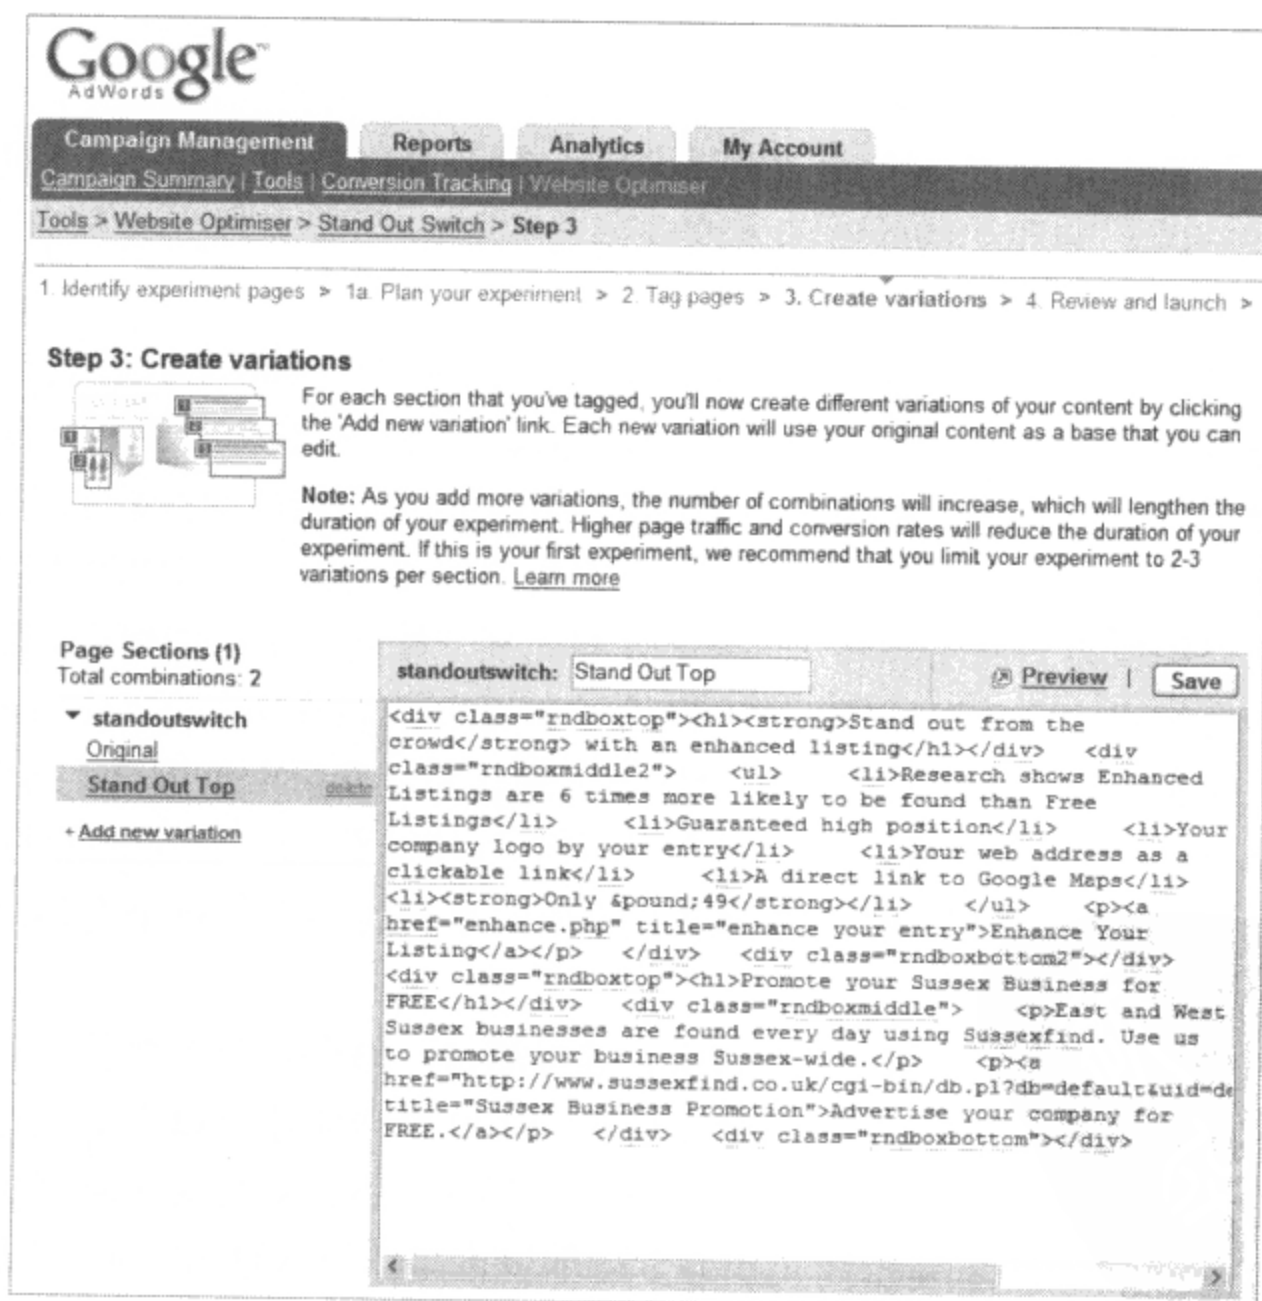 Google™
AdWords
Campaign Management Reports Analytics My Account
Campaign Summary | Tools | Conversion Tracking | Website Optimiser
Tools > Website Optimiser > Stand Out Switch > Step 3
1. Identify experiment pages > 1a. Plan your experiment > 2. Tag pages > 3. Create variations > 4. Review and launch >
Step 3: Create variations
For each section that you've tagged, you'll now create different variations of your content by clicking
the 'Add new variation' link. Each new variation will use your original content as a base that you can
edit.
Note: As you add more variations, the number of combinations will increase, which will lengthen the
duration of your experiment. Higher page traffic and conversion rates will reduce the duration of your
experiment. If this is your first experiment, we recommend that you limit your experiment to 2-3
variations per section. Learn more
Page Sections (1)
Total combinations: 2
standoutswitch
Original
Stand Out Top delete
+ Add new variation
standoutswitch: Stand Out Top Preview | Save
<div class="rndboxtop"><h1><strong>Stand out from the
crowd</strong> with an enhanced listing</h1></div> <div
class="rndboxmiddle2"> <ul> <li>Research shows Enhanced
Listings are 6 times more likely to be found than Free
Listings</li> <li>Guaranteed high position</li> <li>Your
company logo by your entry</li> <li>Your web address as a
clickable link</li> <li>A direct link to Google Maps</li>
<li><strong>Only &pound;49</strong></li> </ul> <p><a
href="enhance.php" title="enhance your entry">Enhance Your
Listing</a></p> </div> <div class="rndboxbottom2"></div>
<div class="rndboxtop"><h1>Promote your Sussex Business for
FREE</h1></div> <div class="rndboxmiddle"> <p>East and West
Sussex businesses are found every day using Sussexfind. Use us
to promote your business Sussex-wide.</p> <p><a
href="http://www.sussexfind.co.uk/cgi-bin/db.pl?db=default&uid=de
title="Sussex Business Promotion">Advertise your company for
FREE.</a></p> </div> <div class="rndboxbottom"></div>